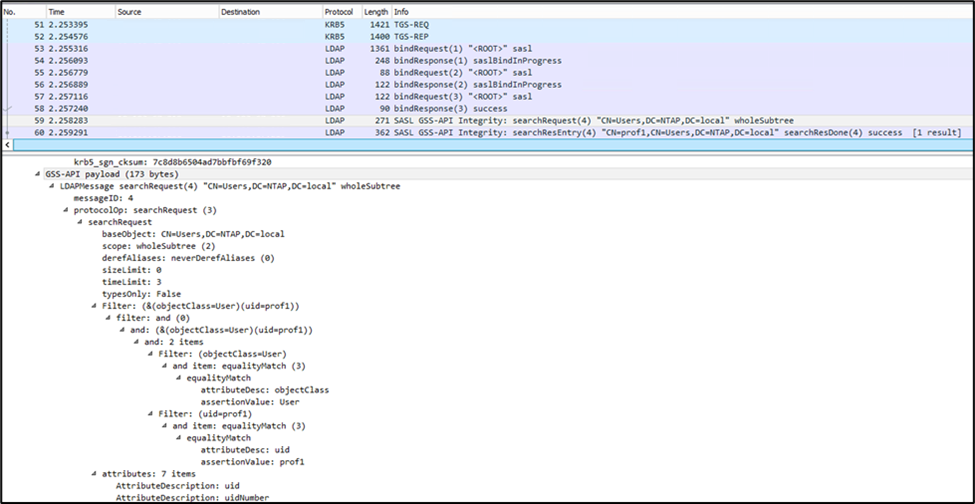 No. Time Source Destination Protocol Length Info
51 2.253395 KRB5 1421 TGS-REQ
52 2.254576 KRB5 1400 TGS-REP
53 2.255316 LDAP 1361 bindRequest(1) "<ROOT>" sasl
54 2.256093 LDAP 248 bindResponse(1) saslBindInProgress
55 2.256779 LDAP 88 bindRequest(2) "<ROOT>" sasl
56 2.256889 LDAP 122 bindResponse(2) saslBindInProgress
57 2.257116 LDAP 122 bindRequest(3) "<ROOT>" sasl
58 2.257240 LDAP 90 bindResponse(3) success
59 2.258283 LDAP 271 SASL GSS-API Integrity: searchRequest(4) "CN=Users,DC=NTAP,DC=local" wholeSubtree
60 2.259291 LDAP 362 SASL GSS-API Integrity: searchResEntry(4) "CN=prof1,CN=Users,DC=NTAP,DC=local" searchResDone(4) success [1 result]
krb5_sgn_cksum: 7c8d8b6504ad7bbfbf69f320
GSS-API payload (173 bytes)
LDAPMessage searchRequest(4) "CN=Users,DC=NTAP,DC=local" wholeSubtree
messageID: 4
protocolOp: searchRequest (3)
searchRequest
baseObject: CN=Users,DC=NTAP,DC=local
scope: wholeSubtree (2)
derefAliases: neverDerefAliases (0)
sizeLimit: 0
timeLimit: 3
typesOnly: False
Filter: (&(objectClass=User)(uid=prof1))
filter: and (0)
and: (&(objectClass=User)(uid=prof1))
and: 2 items
Filter: (objectClass=User)
and item: equalityMatch (3)
equalityMatch
attributeDesc: objectClass
assertionValue: User
Filter: (uid=prof1)
and item: equalityMatch (3)
equalityMatch
attributeDesc: uid
assertionValue: prof1
attributes: 7 items
AttributeDescription: uid
AttributeDescription: uidNumber